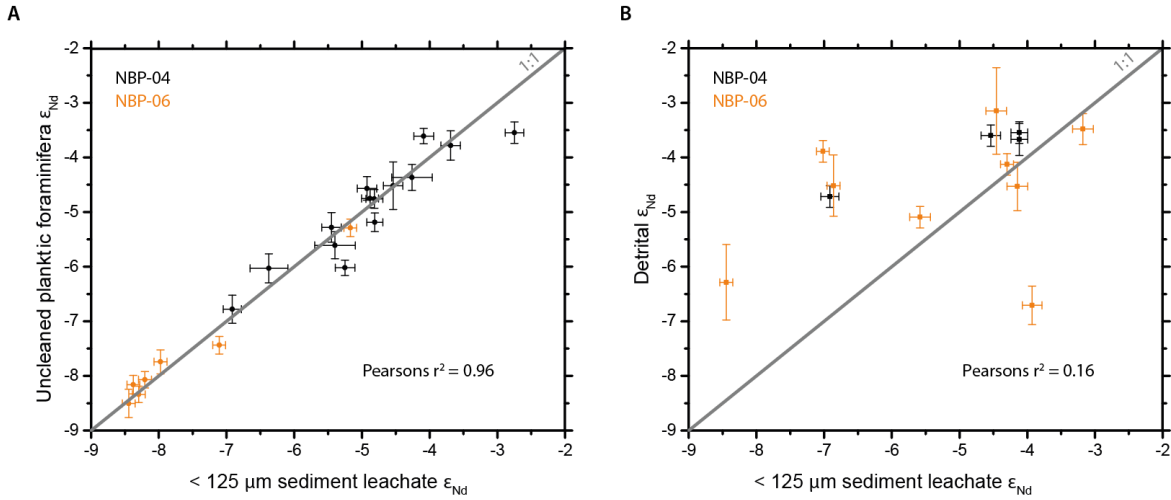 A
Uncleaned planktic foraminifera εNd
-2
-3
-4
-5
-6
-7
-8
-9
NBP-04
NBP-06
1:1
Pearsons r² = 0.96
-9 -8 -7 -6 -5 -4 -3 -2
< 125 μm sediment leachate εNd
B
Detrital εNd
-2
-3
-4
-5
-6
-7
-8
-9
NBP-04
NBP-06
1:1
Pearsons r² = 0.16
-9 -8 -7 -6 -5 -4 -3 -2
< 125 μm sediment leachate εNd